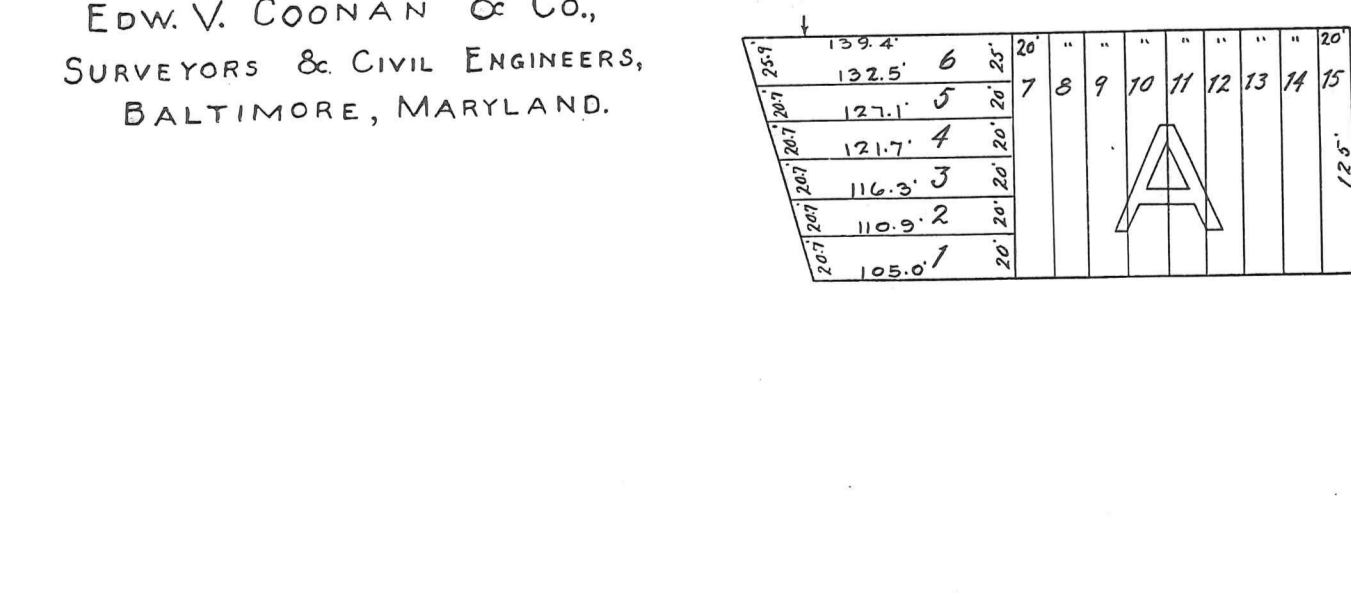 EDW. V. COONAN & CO.,
SURVEYORS &c. CIVIL ENGINEERS,
BALTIMORE, MARYLAND.
25.9' 139.4' 6 25' 20' " " " " " " " 20'
132.5'
7 8 9 10 11 12 13 14 15
20.7' 5 20'
127.1'
20.7' 4 20'
121.7'
20.7' 3 20'
116.3'
20.7' 2 20'
110.9'
20.7' 1 20'
105.0'
A
125'